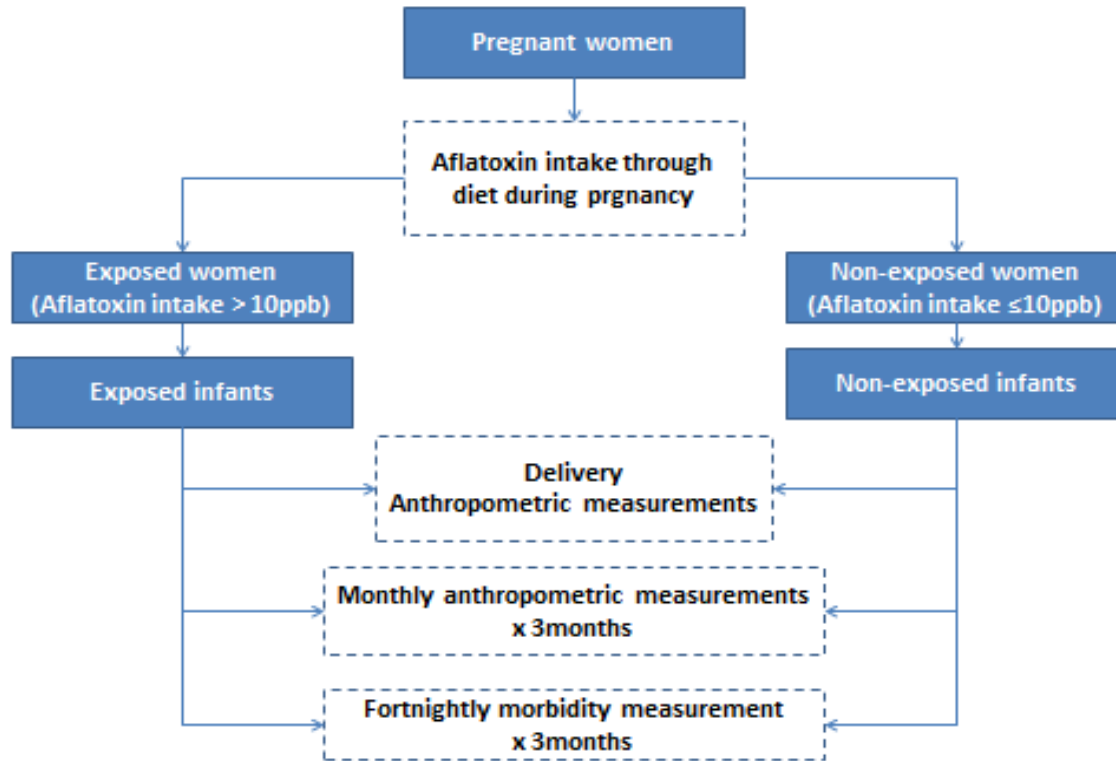 Pregnant women
Aflatoxin intake through
diet during prgnancy
Exposed women
(Aflatoxin intake > 10ppb)
Non-exposed women
(Aflatoxin intake ≤10ppb)
Exposed infants
Non-exposed infants
Delivery
Anthropometric measurements
Monthly anthropometric measurements
x 3months
Fortnightly morbidity measurement
x 3months